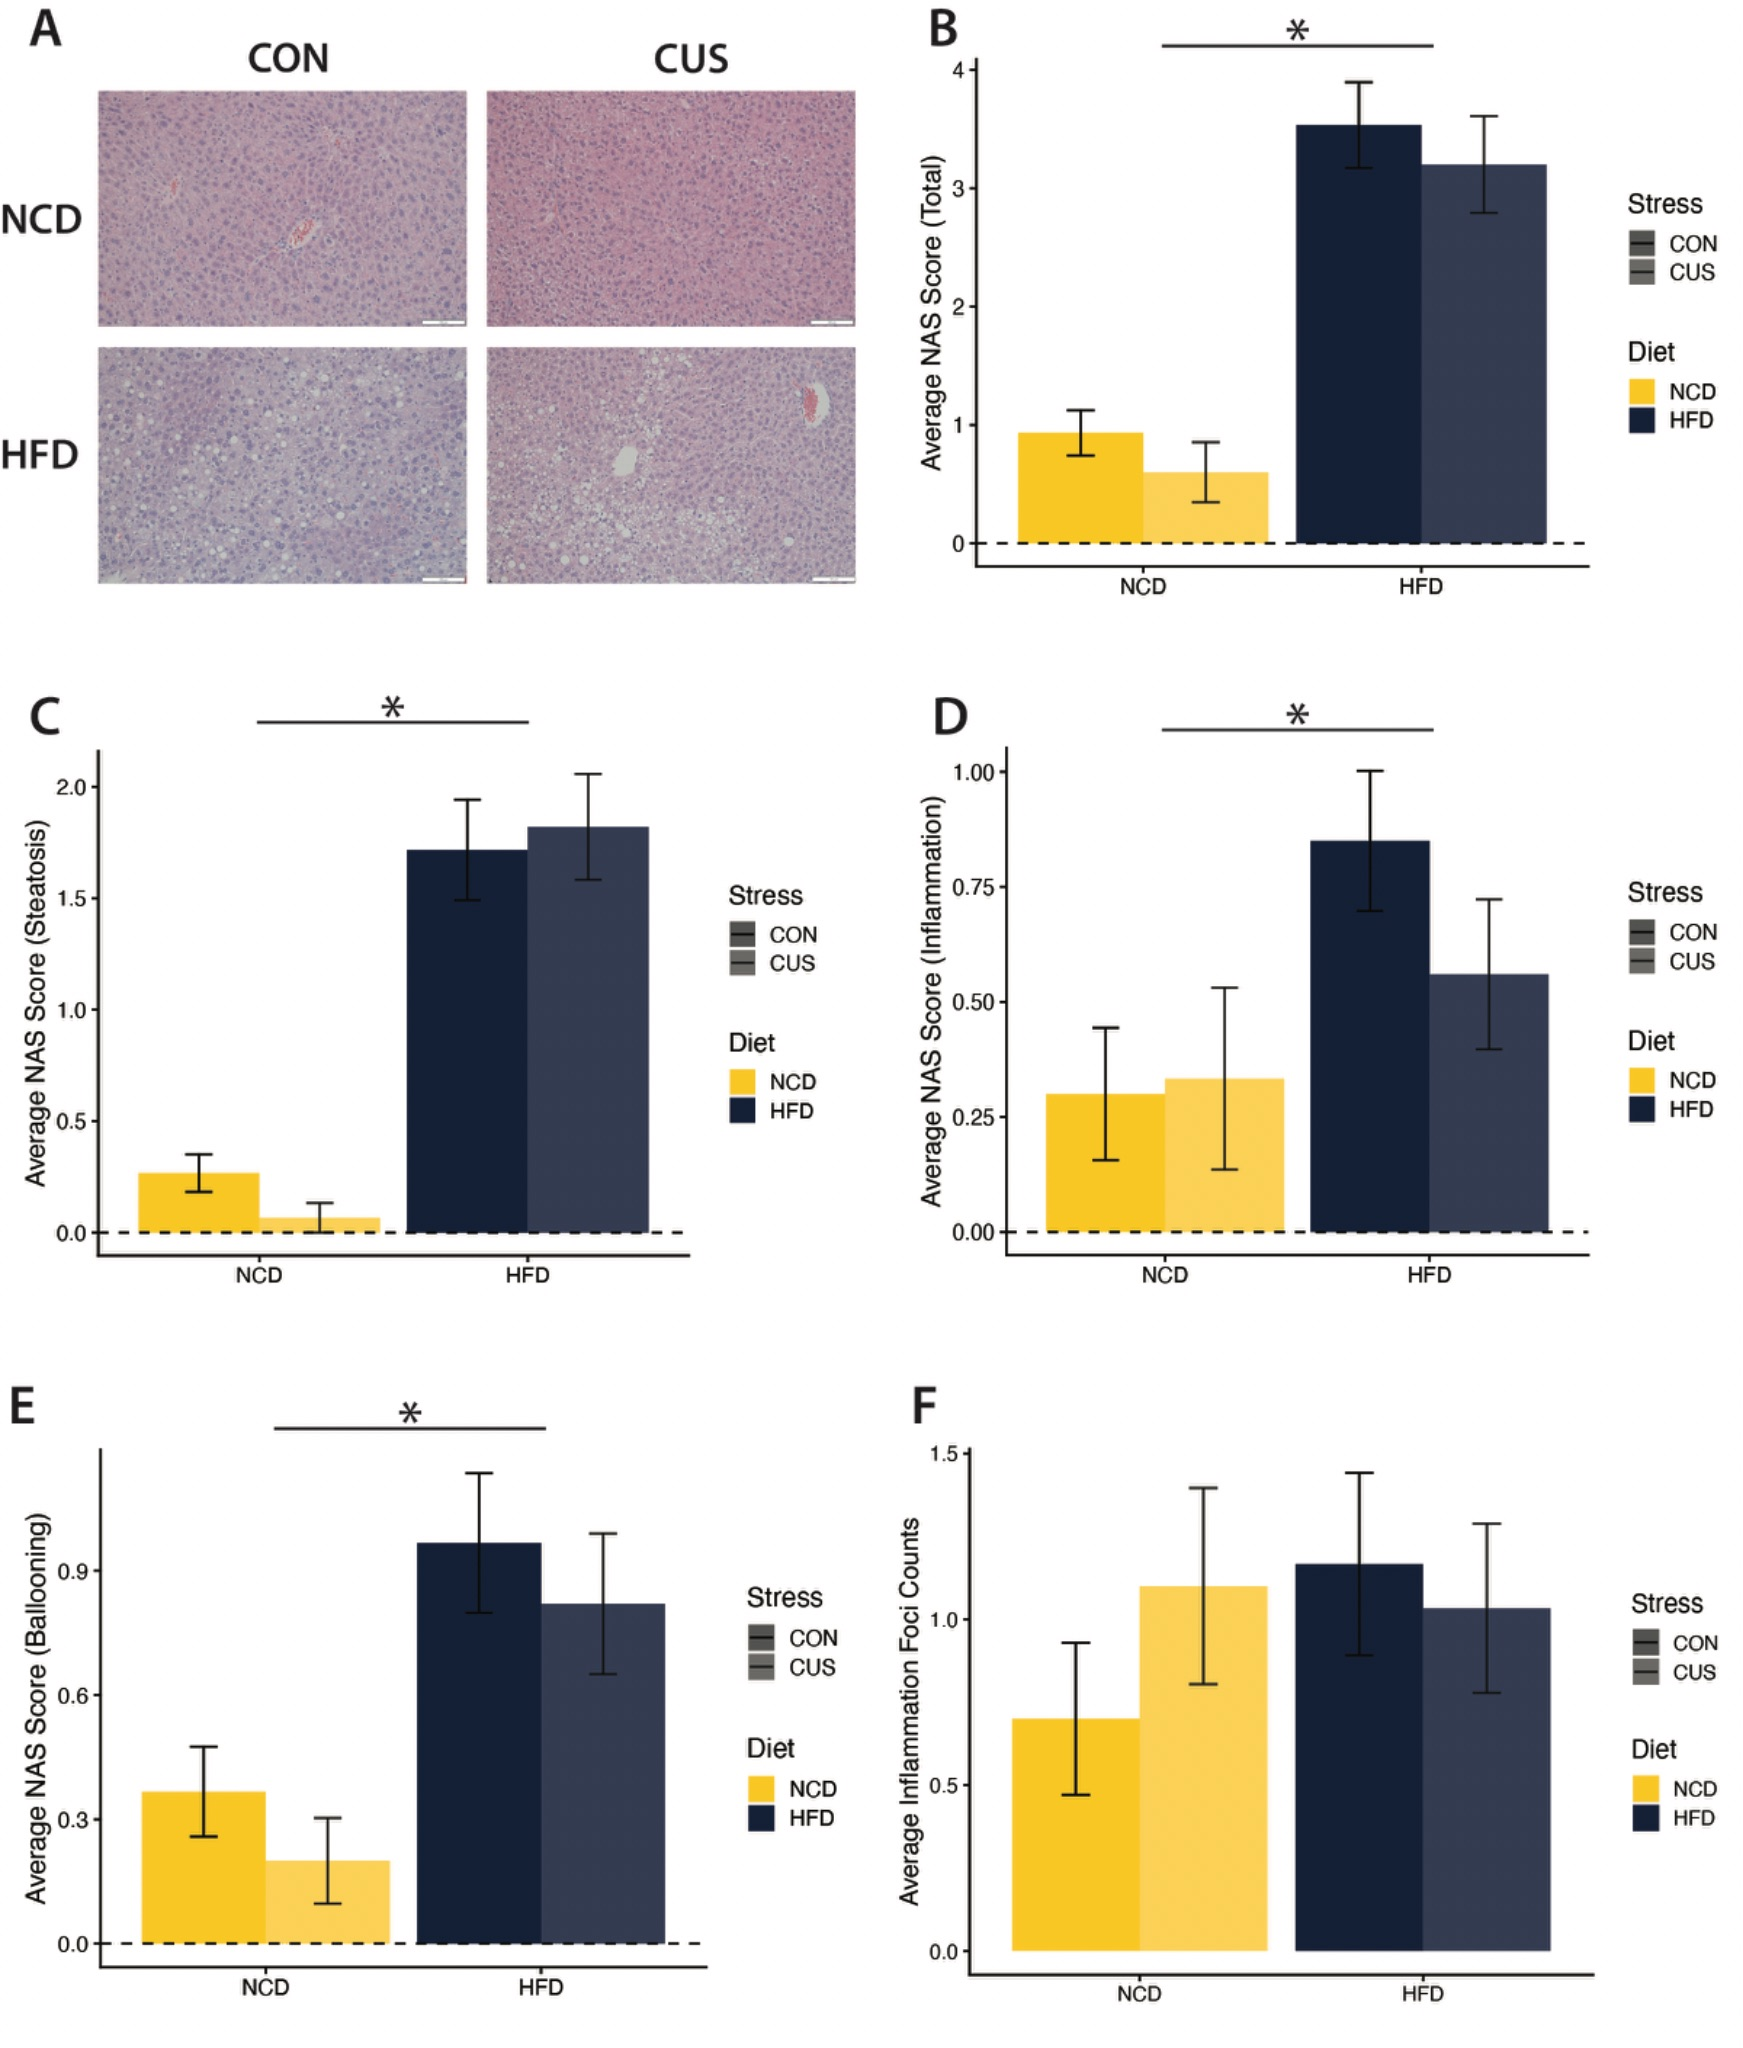 A
CON
CUS
NCD
HFD
B
*
Average NAS Score (Total)
4
3
2
1
0
NCD
HFD
Stress
CON
CUS
Diet
NCD
HFD
C
*
Average NAS Score (Steatosis)
2.0
1.5
1.0
0.5
0.0
NCD
HFD
Stress
CON
CUS
Diet
NCD
HFD
D
*
Average NAS Score (Inflammation)
1.00
0.75
0.50
0.25
0.00
NCD
HFD
Stress
CON
CUS
Diet
NCD
HFD
E
*
Average NAS Score (Ballooning)
0.9
0.6
0.3
0.0
NCD
HFD
Stress
CON
CUS
Diet
NCD
HFD
F
Average Inflammation Foci Counts
1.5
1.0
0.5
0.0
NCD
HFD
Stress
CON
CUS
Diet
NCD
HFD